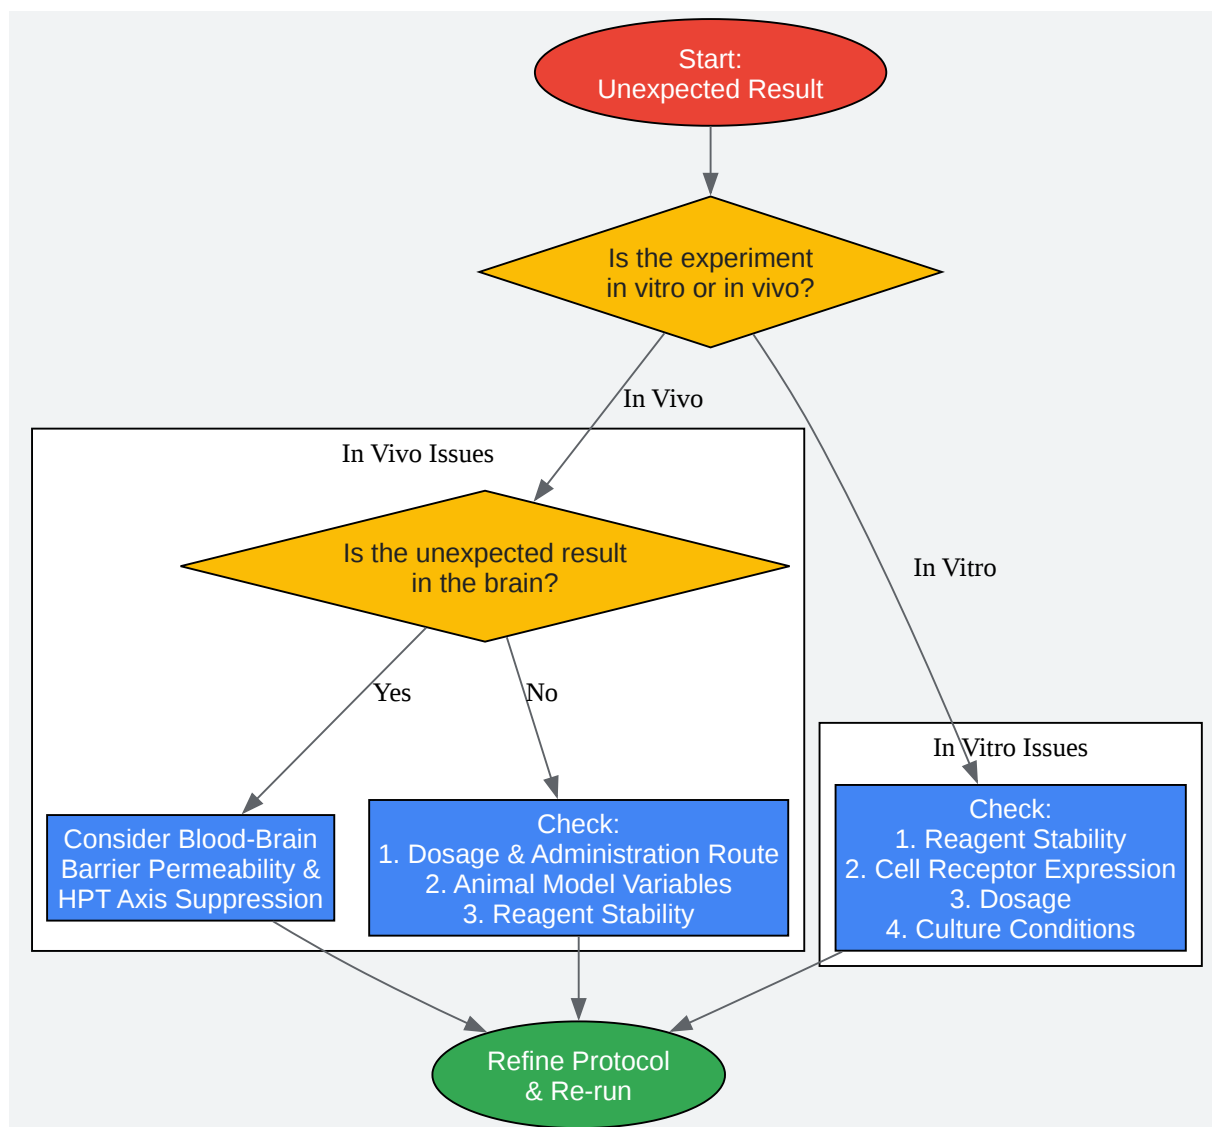 Start:
Unexpected Result
Is the experiment
in vitro or in vivo?
In Vivo
In Vivo Issues
Is the unexpected result
in the brain?
In Vitro
Yes
No
In Vitro Issues
Consider Blood-Brain
Barrier Permeability &
HPT Axis Suppression
Check:
1. Dosage & Administration Route
2. Animal Model Variables
3. Reagent Stability
Check:
1. Reagent Stability
2. Cell Receptor Expression
3. Dosage
4. Culture Conditions
Refine Protocol
& Re-run